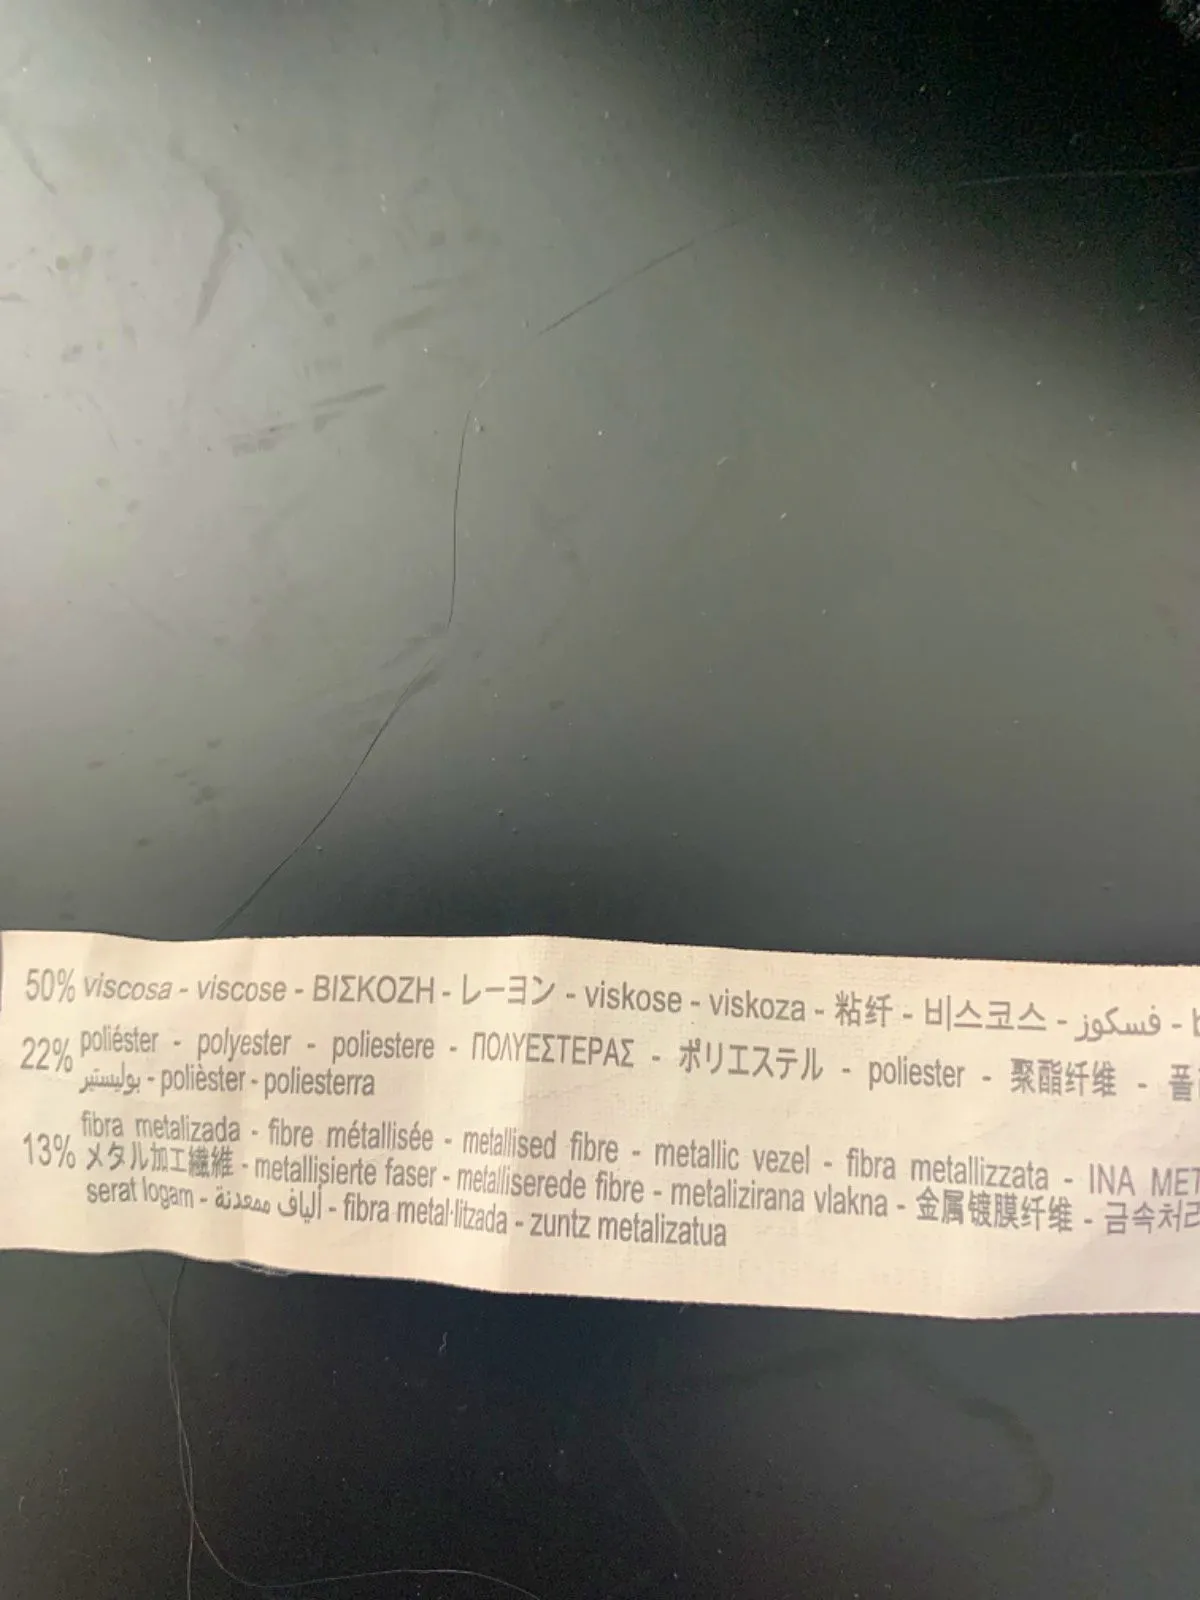 50% viscosa - viscose - ΒΙΣΚΟΖΗ - レーヨン - viskose - viskoza - 粘纤 - 비스코스 - فسكوز -
22% poliéster - polyester - poliestere - ΠΟΛΥΕΣΤΕΡΑΣ - ポリエステル - poliester - 聚酯纤维 -
بوليستير - polièster - poliesterra
13% fibra metalizada - fibre métallisée - metallised fibre - metallic vezel - fibra metallizzata - ΙΝΑ
メタル加工繊維 - metallisierte faser - metalliserede fibre - metalizirana vlakna - 金属镀膜纤维 -
serat logam - ألياف ممعدنة - fibra metal·litzada - zuntz metalizatua